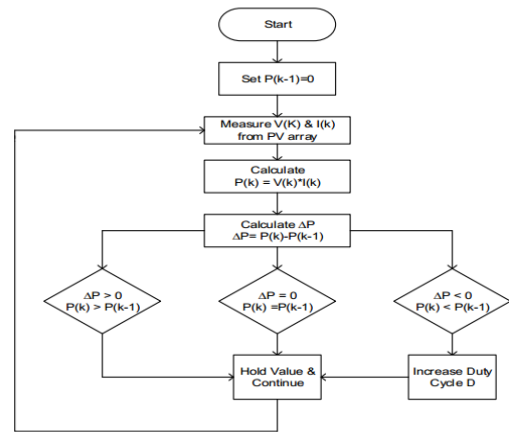 Start
Set P(k-1)=0
Measure V(K) & I(k)
from PV array
Calculate
P(k) = V(k)*I(k)
Calculate ΔP
ΔP= P(k)-P(k-1)
ΔP > 0
P(k) > P(k-1)
ΔP = 0
P(k) =P(k-1)
ΔP < 0
P(k) < P(k-1)
Hold Value &
Continue
Increase Duty
Cycle D